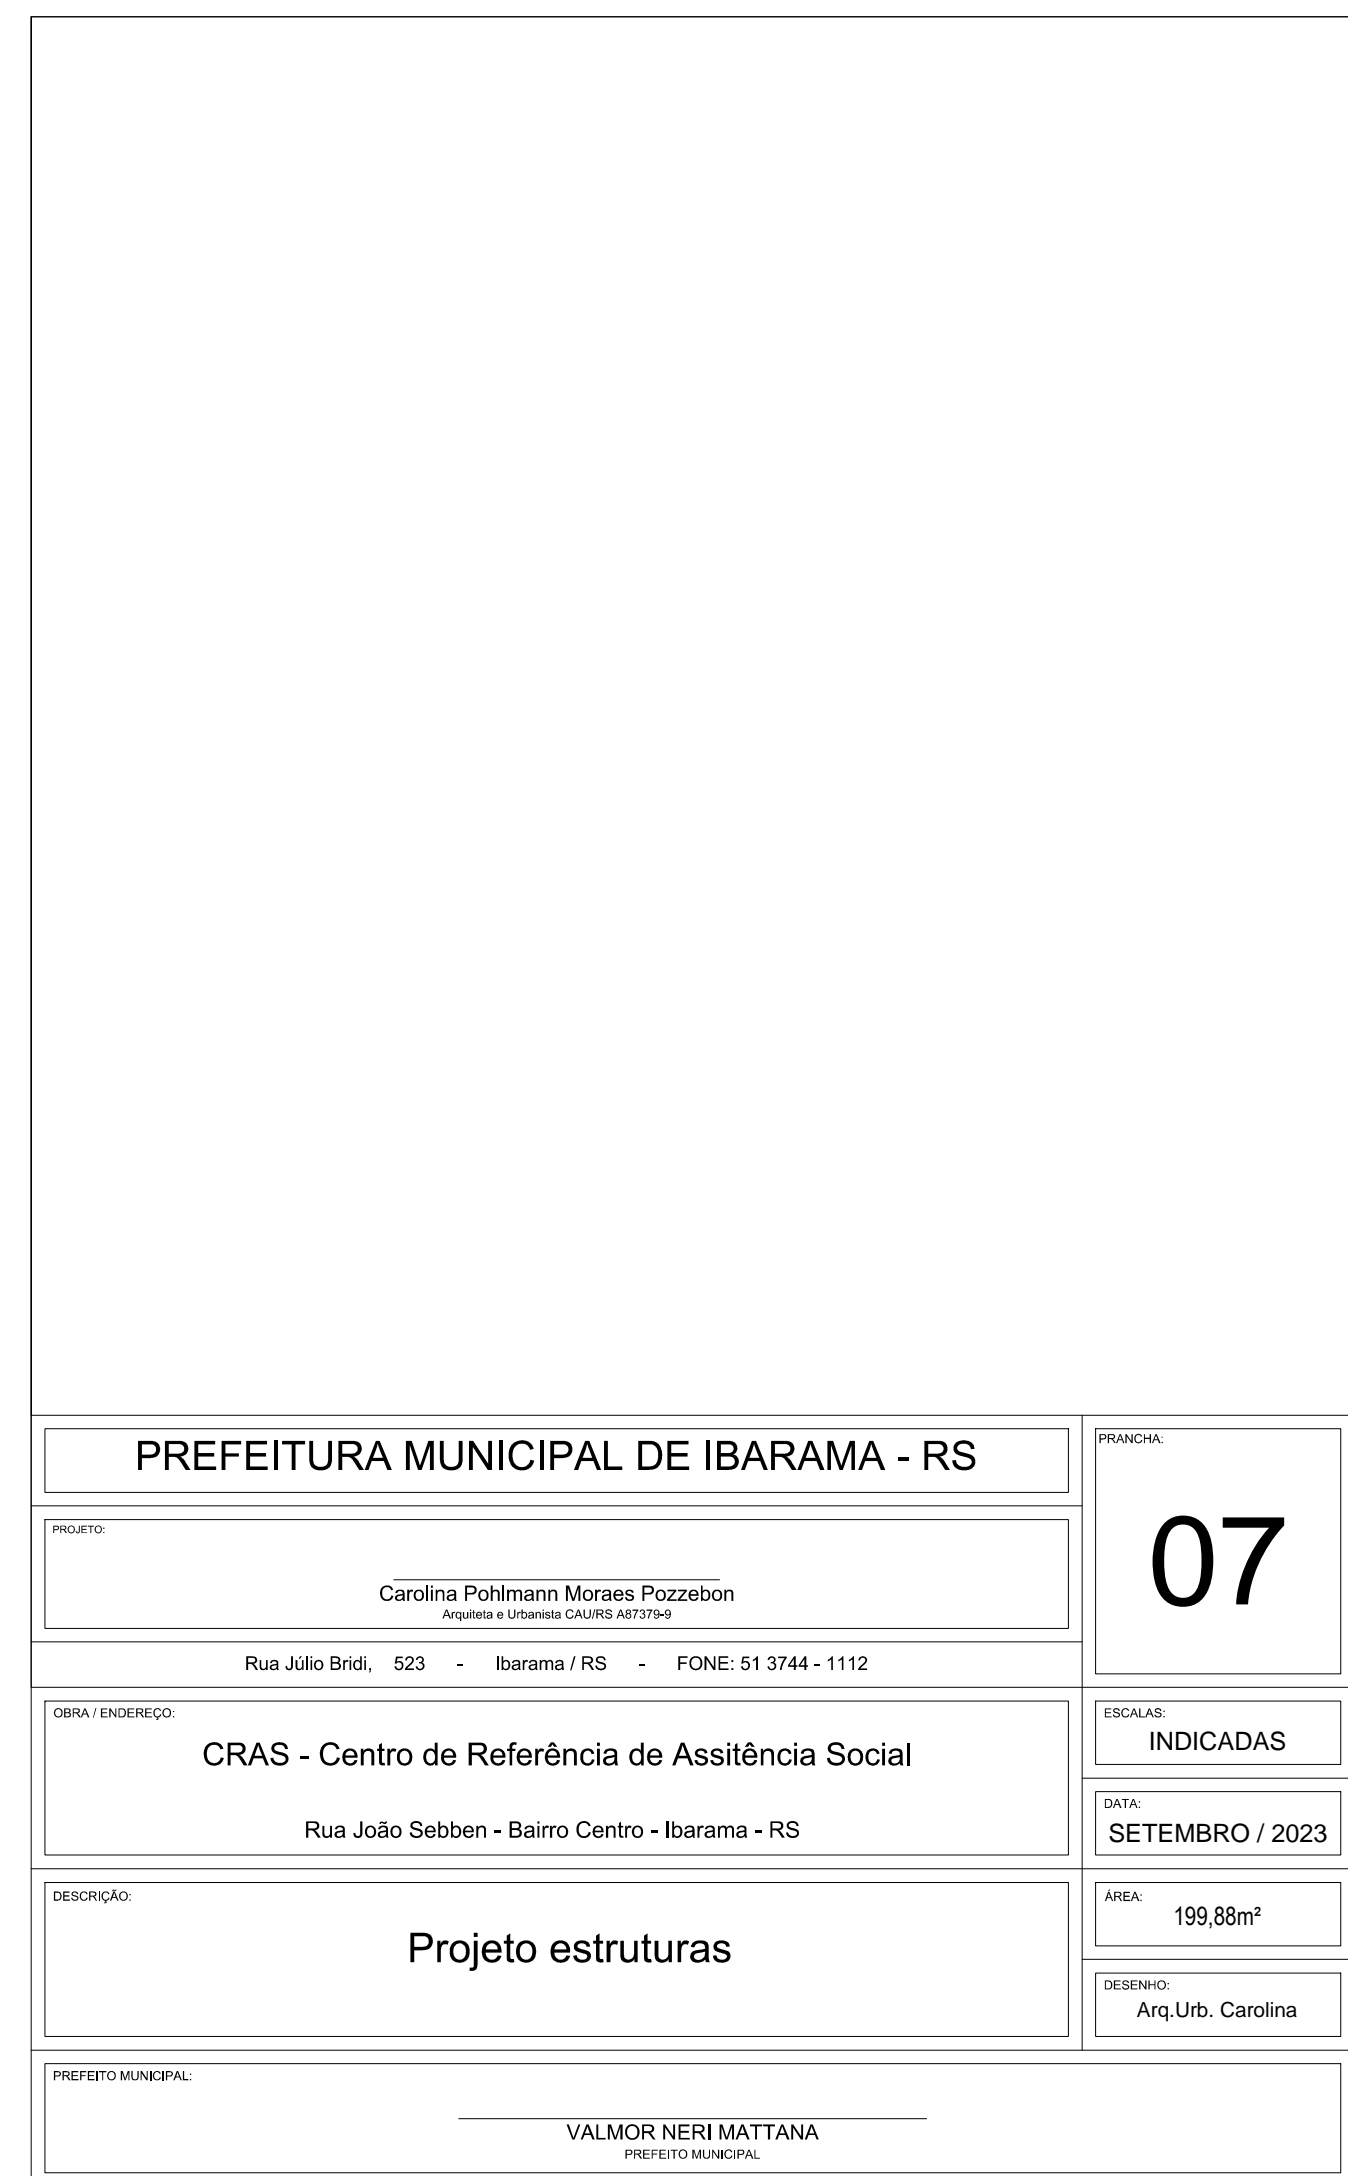 PREFEITURA MUNICIPAL DE IBARAMA - RS
PRANCHA:
07
PROJETO:
Carolina Pohlmann Moraes Pozzebon
Arquiteta e Urbanista CAU/RS A87379-9
Rua Júlio Bridi, 523 - Ibarama / RS - FONE: 51 3744 - 1112
OBRA / ENDEREÇO:
CRAS - Centro de Referência de Assitência Social
Rua João Sebben - Bairro Centro - Ibarama - RS
ESCALAS:
INDICADAS
DATA:
SETEMBRO / 2023
DESCRIÇÃO:
Projeto estruturas
ÁREA:
199,88m²
DESENHO:
Arq.Urb. Carolina
PREFEITO MUNICIPAL:
VALMOR NERI MATTANA
PREFEITO MUNICIPAL